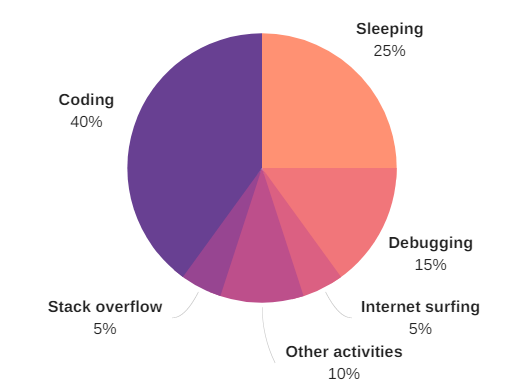 Sleeping
25%
Coding
40%
Debugging
15%
Stack overflow
5%
Internet surfing
5%
Other activities
10%